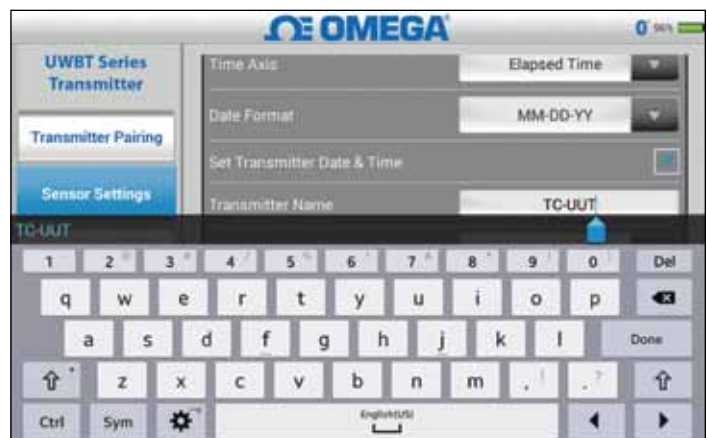 OMEGA
96%
UWBT Series
Transmitter
Transmitter Pairing
Sensor Settings
Time Axis
Elapsed Time
Date Format
MM-DD-YY
Set Transmitter Date & Time
Transmitter Name
TC-UUT
TC-UUT
1 2 3 4 5 6 7 8 9 0 Del
q w e r t y u i o p
a s d f g h j k l Done
z x c v b n m , ! . ?
Ctrl Sym English(US)